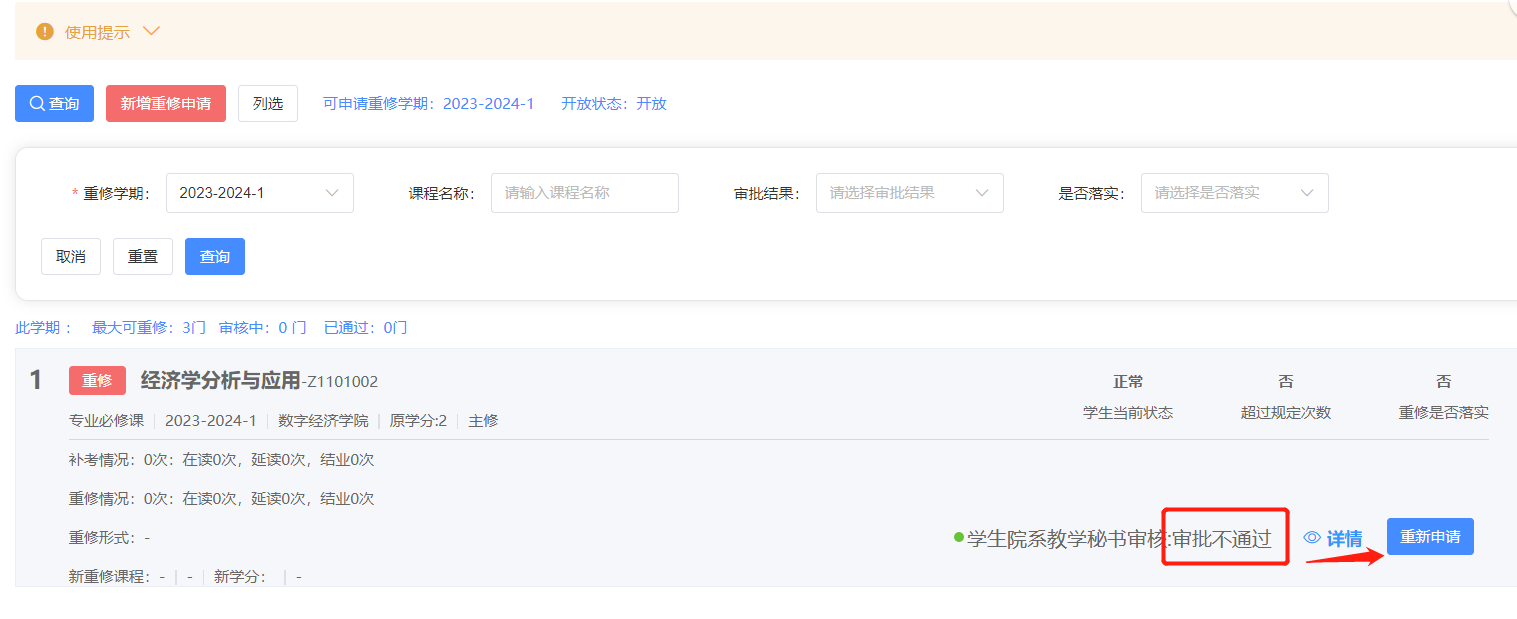 使用提示
查询 新增重修申请 列选 可申请重修学期：2023-2024-1 开放状态：开放
* 重修学期： 2023-2024-1 课程名称： 请输入课程名称 审批结果： 请选择审批结果 是否落实： 请选择是否落实
取消 重置 查询
此学期 ： 最大可重修：3门 审核中：0 门 已通过：0门
1 重修 经济学分析与应用-Z1101002 正常 否 否
学生当前状态 超过规定次数 重修是否落实
专业必修课 2023-2024-1 数字经济学院 原学分:2 主修
补考情况：0次：在读0次，延读0次，结业0次
重修情况：0次：在读0次，延读0次，结业0次
重修形式：-
学生院系教学秘书审核:审批不通过 详情 重新申请
新重修课程：- | - | 新学分： | -